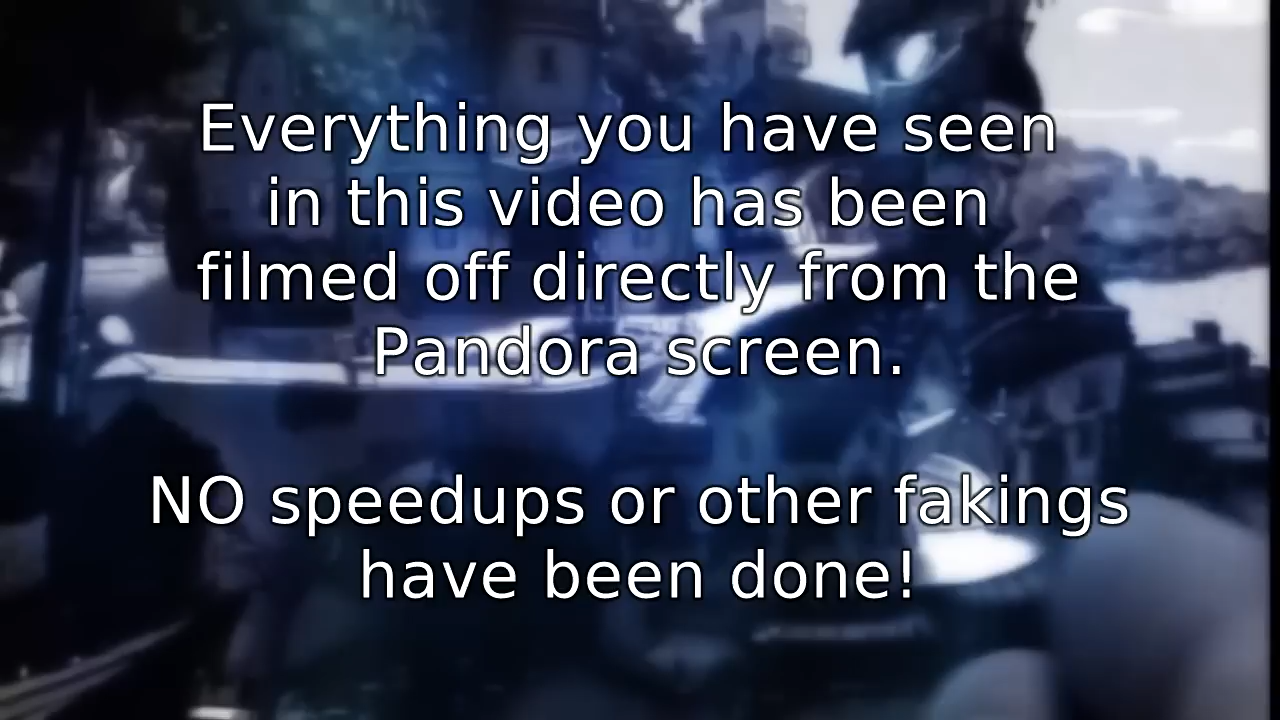 Everything you have seen
in this video has been
filmed off directly from the
Pandora screen.
NO speedups or other fakings
have been done!